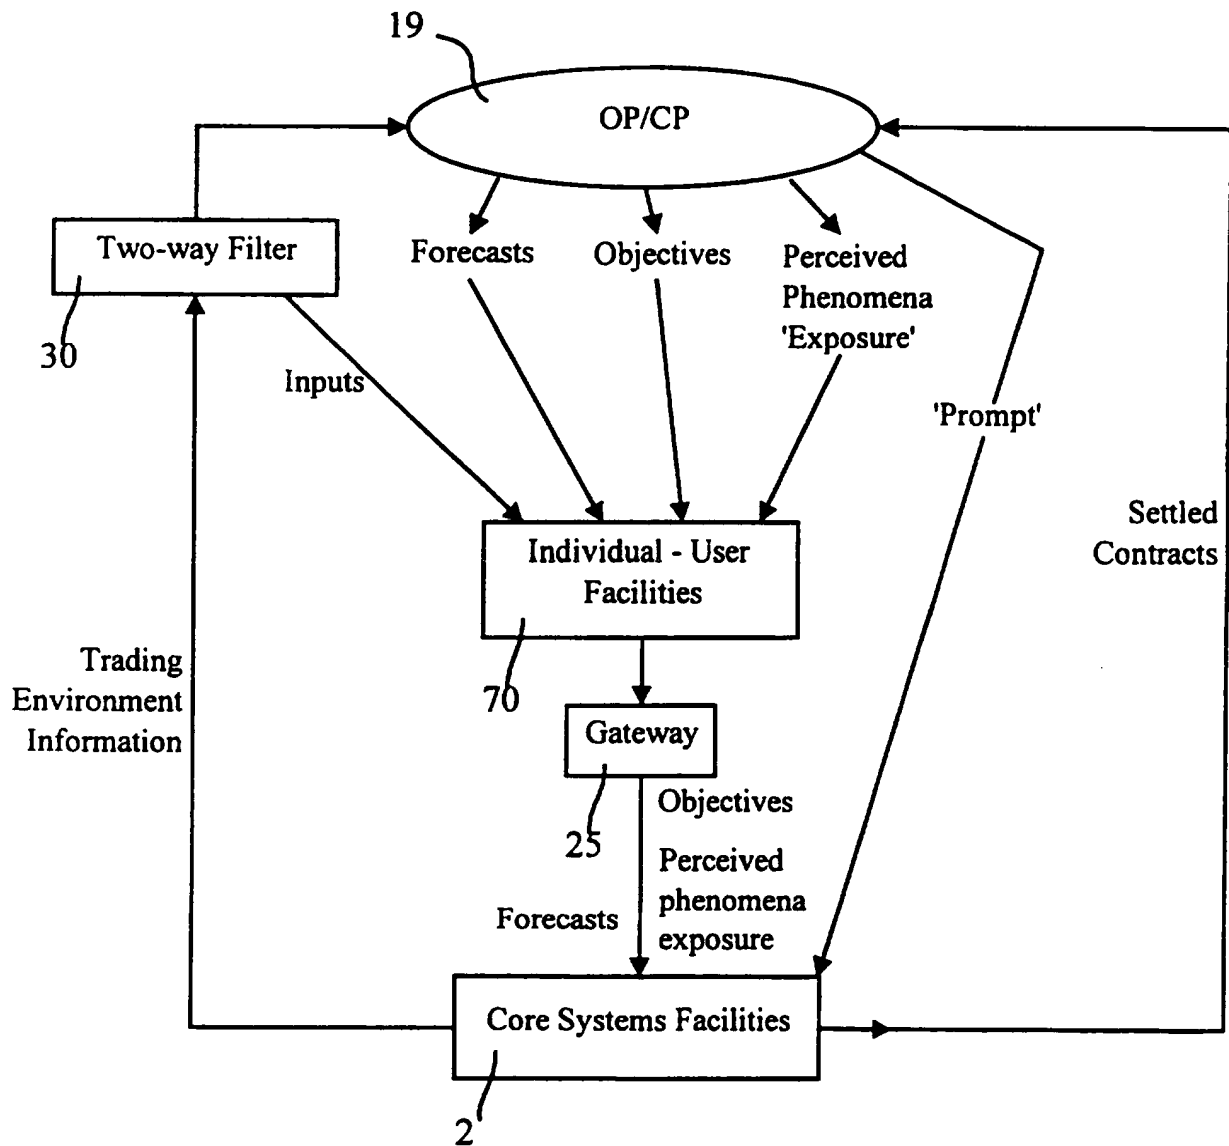 19
OP/CP
Two-way Filter
30
Forecasts
Objectives
Perceived
Phenomena
'Exposure'
Inputs
'Prompt'
Settled
Contracts
Individual - User
Facilities
70
Trading
Environment
Information
Gateway
25
Objectives
Perceived
phenomena
exposure
Forecasts
Core Systems Facilities
2